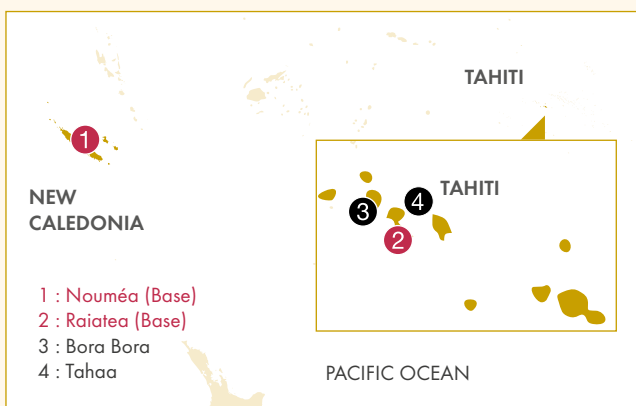 TAHITI
1
NEW
CALEDONIA
TAHITI
3
4
2
1 : Nouméa (Base)
2 : Raiatea (Base)
3 : Bora Bora
4 : Tahaa
PACIFIC OCEAN